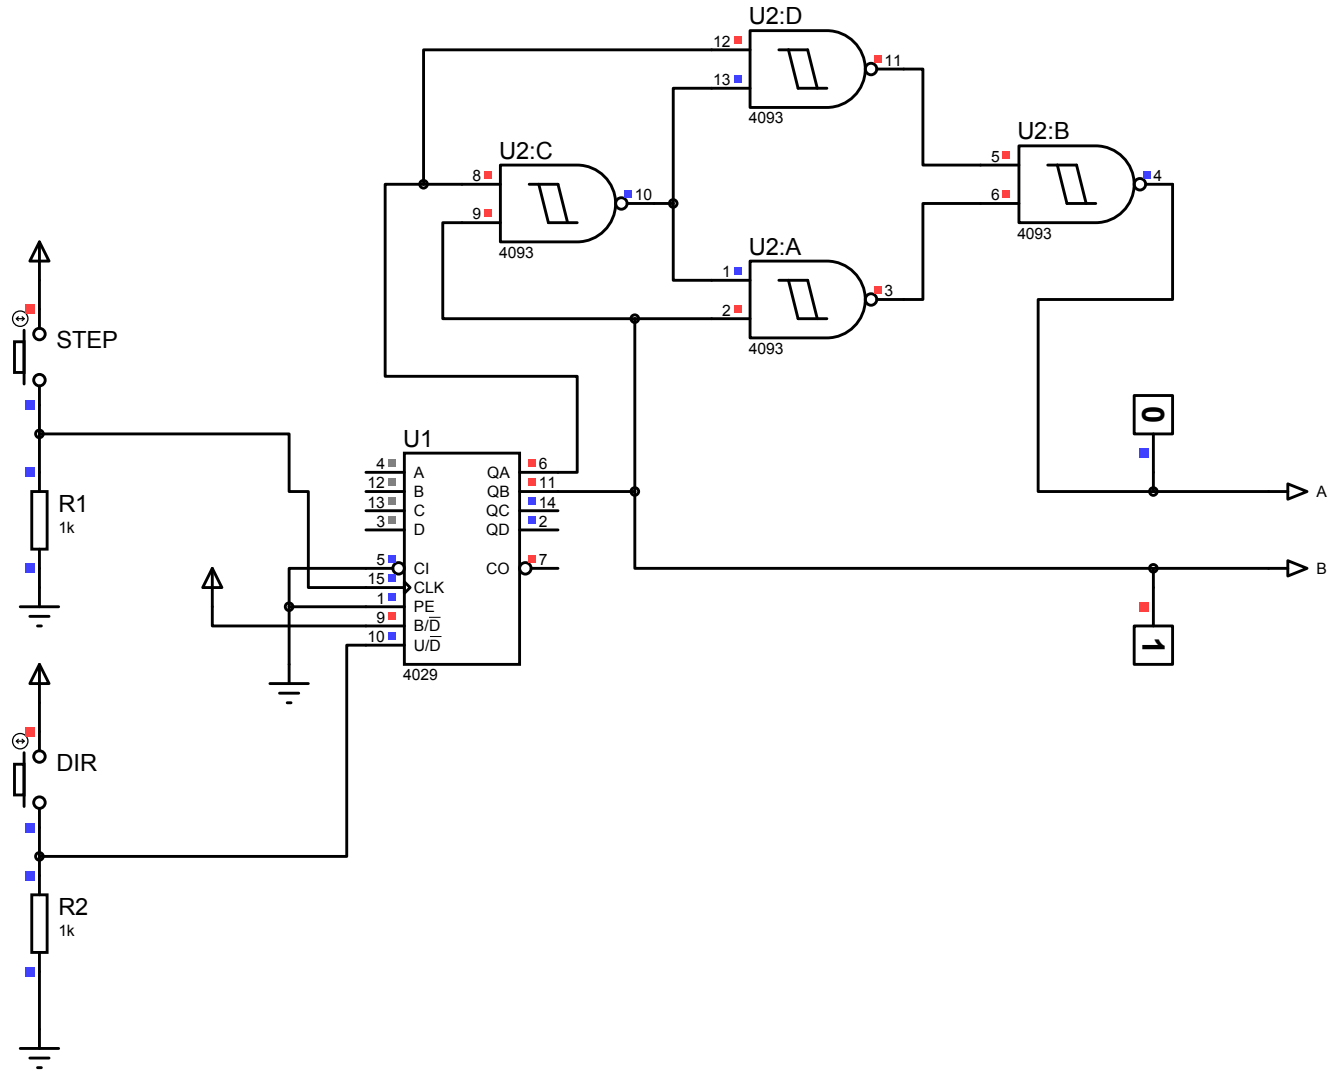 U2:D
12
13
11
4093
U2:C
8
9
10
4093
U2:B
5
6
4
4093
U2:A
1
2
3
4093
STEP
R1
1k
U1
4 A QA 6
12 B QB 11
13 C QC 14
3 D QD 2
5 CI CO 7
15 CLK
1 PE
9 B/D̅
10 U/D̅
4029
0
A
B
1
DIR
R2
1k